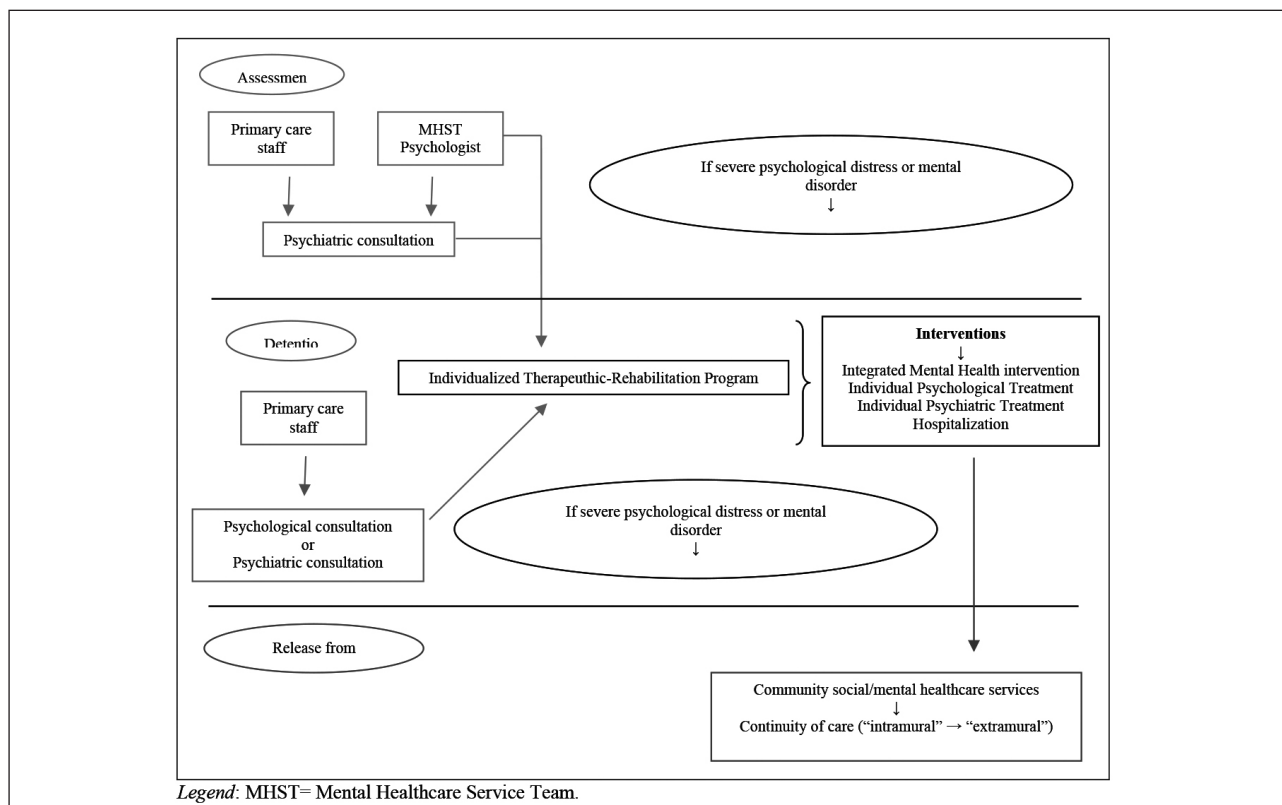 Assessmen
Primary care
staff
MHST
Psychologist
If severe psychological distress or mental
disorder
↓
Psychiatric consultation
Detentio
Interventions
↓
Integrated Mental Health intervention
Individual Psychological Treatment
Individual Psychiatric Treatment
Hospitalization
Individualized Therapeuthic-Rehabilitation Program
Primary care
staff
Psychological consultation
or
Psychiatric consultation
If severe psychological distress or mental
disorder
↓
Release from
Community social/mental healthcare services
↓
Continuity of care (“intramural” → “extramural”)
Legend: MHST= Mental Healthcare Service Team.